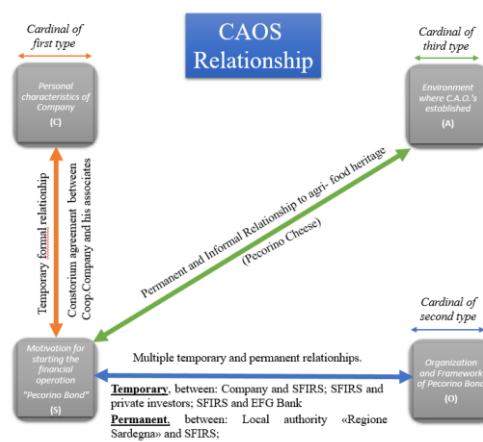 Cardinal of
first type
CAOS
Relationship
Cardinal of
third type
Personal
characteristics of
Company
(C)
Environment
where C.A.O.'s
established
(A)
Temporary formal relationship
Constorium agreement between
Coop.Company and his associates
Permanent and Informal Relationship to agri- food heritage
(Pecorino Cheese)
Cardinal of
second type
Motivation for
starting the
financial
operation
"Pecorino Bond"
(S)
Multiple temporary and permanent relationships.
Temporary, between: Company and SFIRS; SFIRS and
private investors; SFIRS and EFG Bank
Permanent, between: Local authority «Regione
Sardegna» and SFIRS;
Organization
and Framework
of Pecorino Bond
(O)